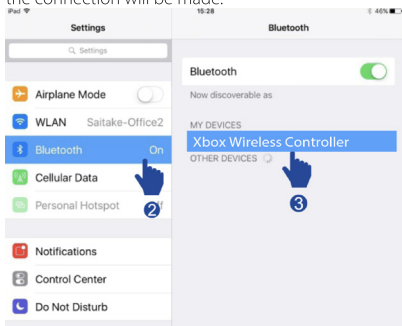 the connection will be made.
iPad
15:28
46%
Settings
Bluetooth
Settings
Bluetooth
Airplane Mode
Now discoverable as
WLAN Saitake-Office2
MY DEVICES
Bluetooth On
Xbox Wireless Controller
OTHER DEVICES
Cellular Data
Personal Hotspot
2
3
Notifications
Control Center
Do Not Disturb